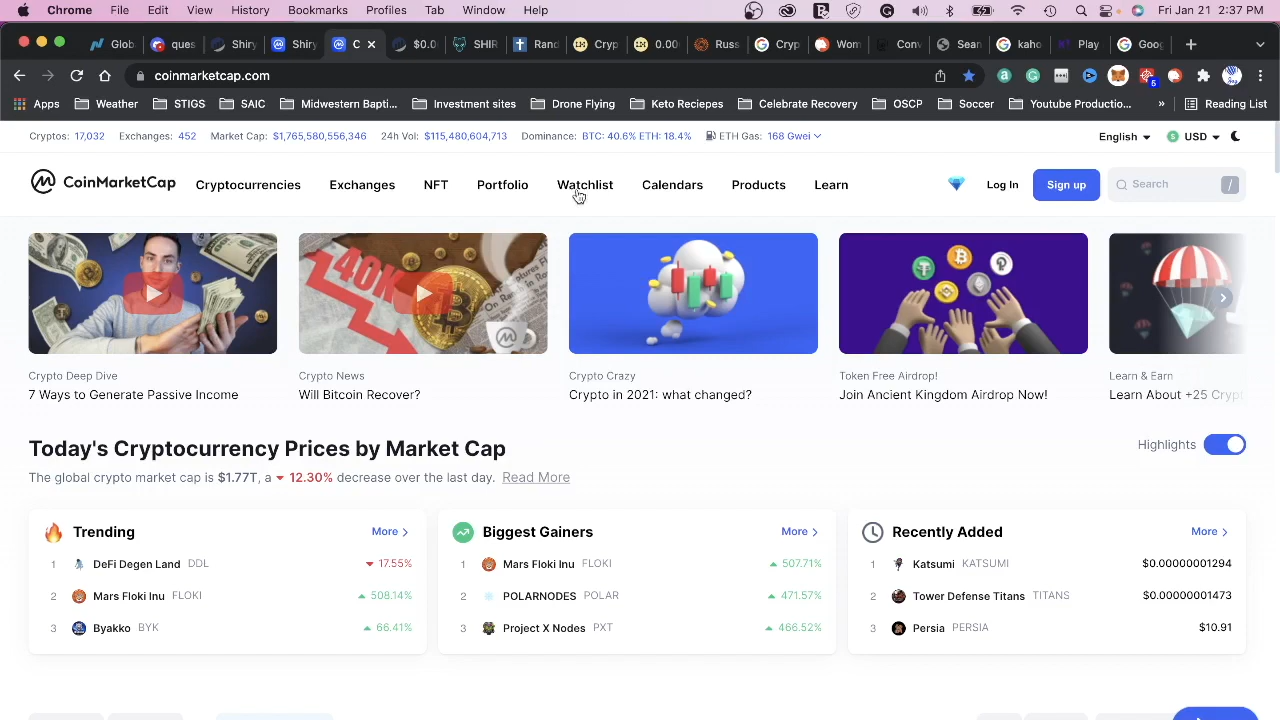 Chrome File Edit View History Bookmarks Profiles Tab Window Help Fri Jan 21 2:37 PM
Glob ques Shiry Shiry C $0.0 SHIR Rand Cryp 0.00 Russ Cryp Wom Conv Sean kaho Play Goog
coinmarketcap.com 5
Apps Weather STIGS SAIC Midwestern Bapti... Investment sites Drone Flying Keto Reciepes Celebrate Recovery OSCP Soccer Youtube Productio... » Reading List
Cryptos: 17,032 Exchanges: 452 Market Cap: $1,765,580,556,346 24h Vol: $115,480,604,713 Dominance: BTC: 40.6% ETH: 18.4% ETH Gas: 168 Gwei English USD
CoinMarketCap Cryptocurrencies Exchanges NFT Portfolio Watchlist Calendars Products Learn Log In Sign up Search /
40K
Crypto Deep Dive Crypto News Crypto Crazy Token Free Airdrop! Learn & Earn
7 Ways to Generate Passive Income Will Bitcoin Recover? Crypto in 2021: what changed? Join Ancient Kingdom Airdrop Now! Learn About +25 Crypt
Today's Cryptocurrency Prices by Market Cap Highlights
The global crypto market cap is $1.77T, a 12.30% decrease over the last day. Read More
Trending More
1 DeFi Degen Land DDL 17.55%
2 Mars Floki Inu FLOKI 508.14%
3 Byakko BYK 66.41%
Biggest Gainers More
1 Mars Floki Inu FLOKI 507.71%
2 POLARNODES POLAR 471.57%
3 Project X Nodes PXT 466.52%
Recently Added More
1 Katsumi KATSUMI $0.00000001294
2 Tower Defense Titans TITANS $0.00000001473
3 Persia PERSIA $10.91